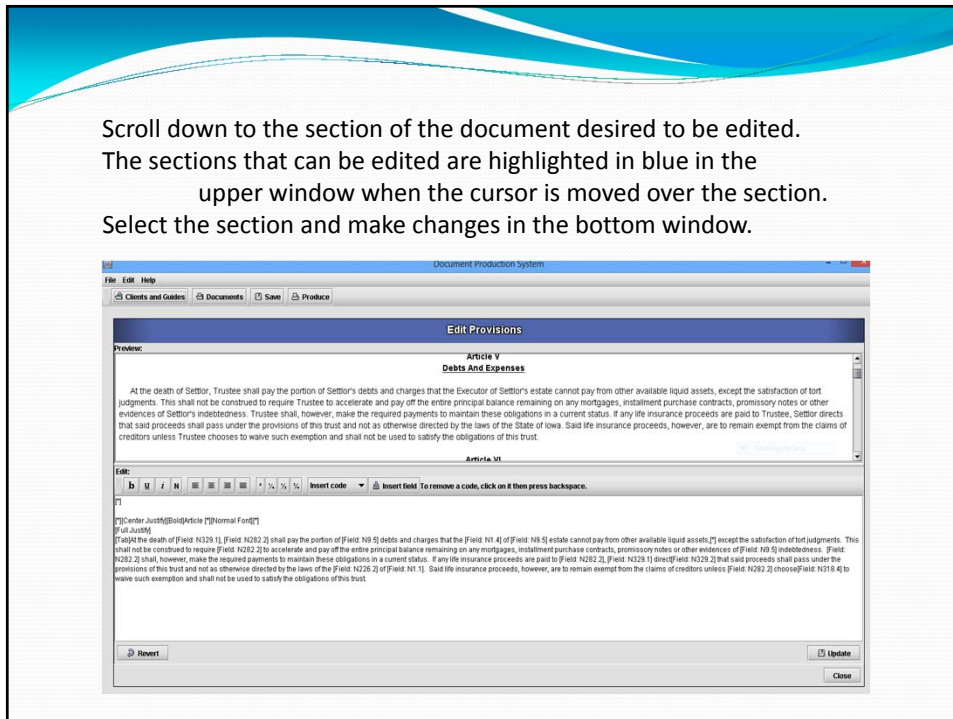 Scroll down to the section of the document desired to be edited.
The sections that can be edited are highlighted in blue in the
upper window when the cursor is moved over the section.
Select the section and make changes in the bottom window.
Document Production System
File Edit Help
Clients and Guides Documents Save Produce
Edit Provisions
Preview:
Article V
Debts And Expenses
At the death of Settlor, Trustee shall pay the portion of Settlor's debts and charges that the Executor of Settlor's estate cannot pay from other available liquid assets, except the satisfaction of tort
judgments. This shall not be construed to require Trustee to accelerate and pay off the entire principal balance remaining on any mortgages, installment purchase contracts, promissory notes or other
evidences of Settlor's indebtedness. Trustee shall, however, make the required payments to maintain these obligations in a current status. If any life insurance proceeds are paid to Trustee, Settlor directs
that said proceeds shall pass under the provisions of this trust and not as otherwise directed by the laws of the State of Iowa. Said life insurance proceeds, however, are to remain exempt from the claims of
creditors unless Trustee chooses to waive such exemption and shall not be used to satisfy the obligations of this trust.
Article VI
Edit:
b u i N Insert code Insert field To remove a code, click on it then press backspace.
[*]
[*][Center Justify][Bold]Article [*][Normal Font][*]
[Full Justify]
[Tab]At the death of [Field: N329.1], [Field: N282.2] shall pay the portion of [Field: N9.5] debts and charges that the [Field: N1.4] of [Field: N9.5] estate cannot pay from other available liquid assets,[*] except the satisfaction of tort judgments. This
shall not be construed to require [Field: N282.2] to accelerate and pay off the entire principal balance remaining on any mortgages, installment purchase contracts, promissory notes or other evidences of [Field: N9.5] indebtedness. [Field:
N282.2] shall, however, make the required payments to maintain these obligations in a current status. If any life insurance proceeds are paid to [Field: N282.2], [Field: N329.1] direct[Field: N329.2] that said proceeds shall pass under the
provisions of this trust and not as otherwise directed by the laws of the [Field: N226.2] of [Field: N1.1]. Said life insurance proceeds, however, are to remain exempt from the claims of creditors unless [Field: N282.2] choose[Field: N318.4] to
waive such exemption and shall not be used to satisfy the obligations of this trust.
Revert Update
Close